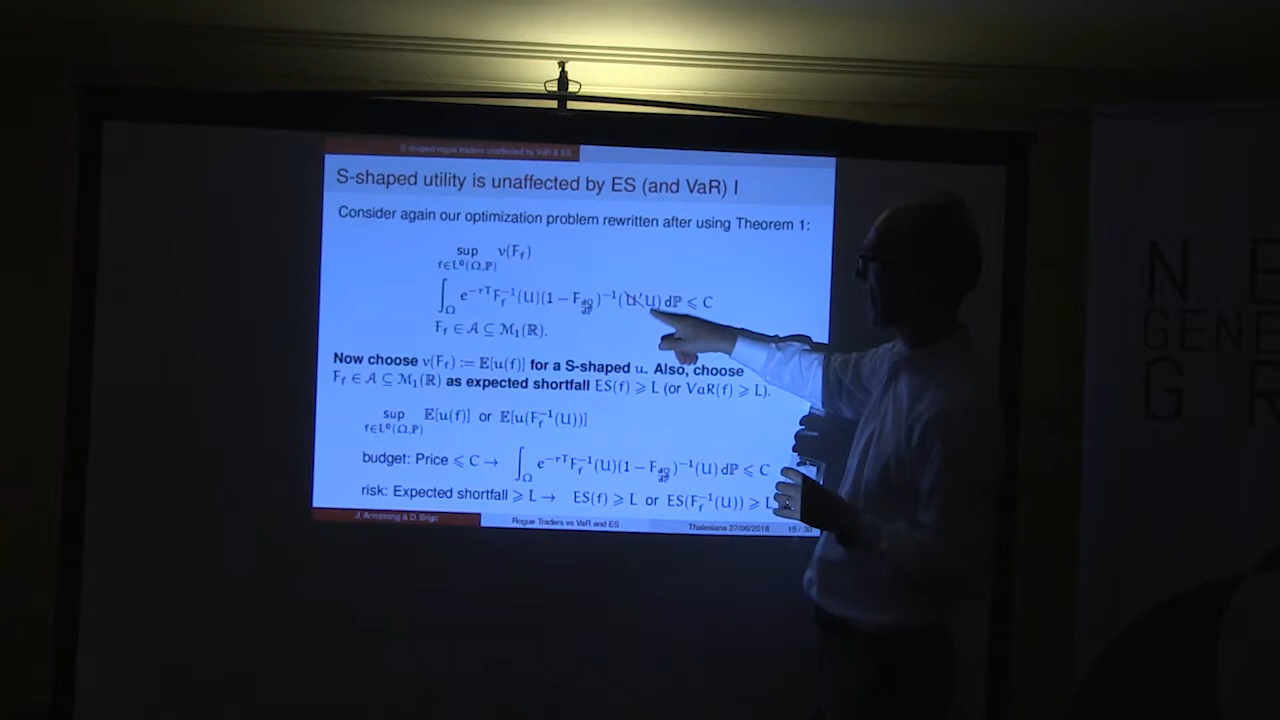 S-shaped rogue traders unaffected by VaR & ES
S-shaped utility is unaffected by ES (and VaR) I
Consider again our optimization problem rewritten after using Theorem 1:
sup v(F_f)
f∈L⁰(Ω,ℙ)
∫_Ω e^{−rT}F_f^{−1}(U)(1 − F_{dQ/dP})^{−1}(U) dℙ ⩽ C
F_f ∈ 𝒜 ⊆ ℳ₁(ℝ).
Now choose v(F_f) := 𝔼[u(f)] for a S-shaped u. Also, choose
F_f ∈ 𝒜 ⊆ ℳ₁(ℝ) as expected shortfall ES(f) ⩾ L (or VaR(f) ⩾ L).
sup 𝔼[u(f)] or 𝔼[u(F_f^{−1}(U))]
f∈L⁰(Ω,ℙ)
budget: Price ⩽ C → ∫_Ω e^{−rT}F_f^{−1}(U)(1 − F_{dQ/dP})^{−1}(U) dℙ ⩽ C
risk: Expected shortfall ⩾ L → ES(f) ⩾ L or ES(F_f^{−1}(U)) ⩾ L
J. Armstrong & D. Brigo Rogue Traders vs VaR and ES Thalesians 27/06/2018 15 /
N E
GENE
G R